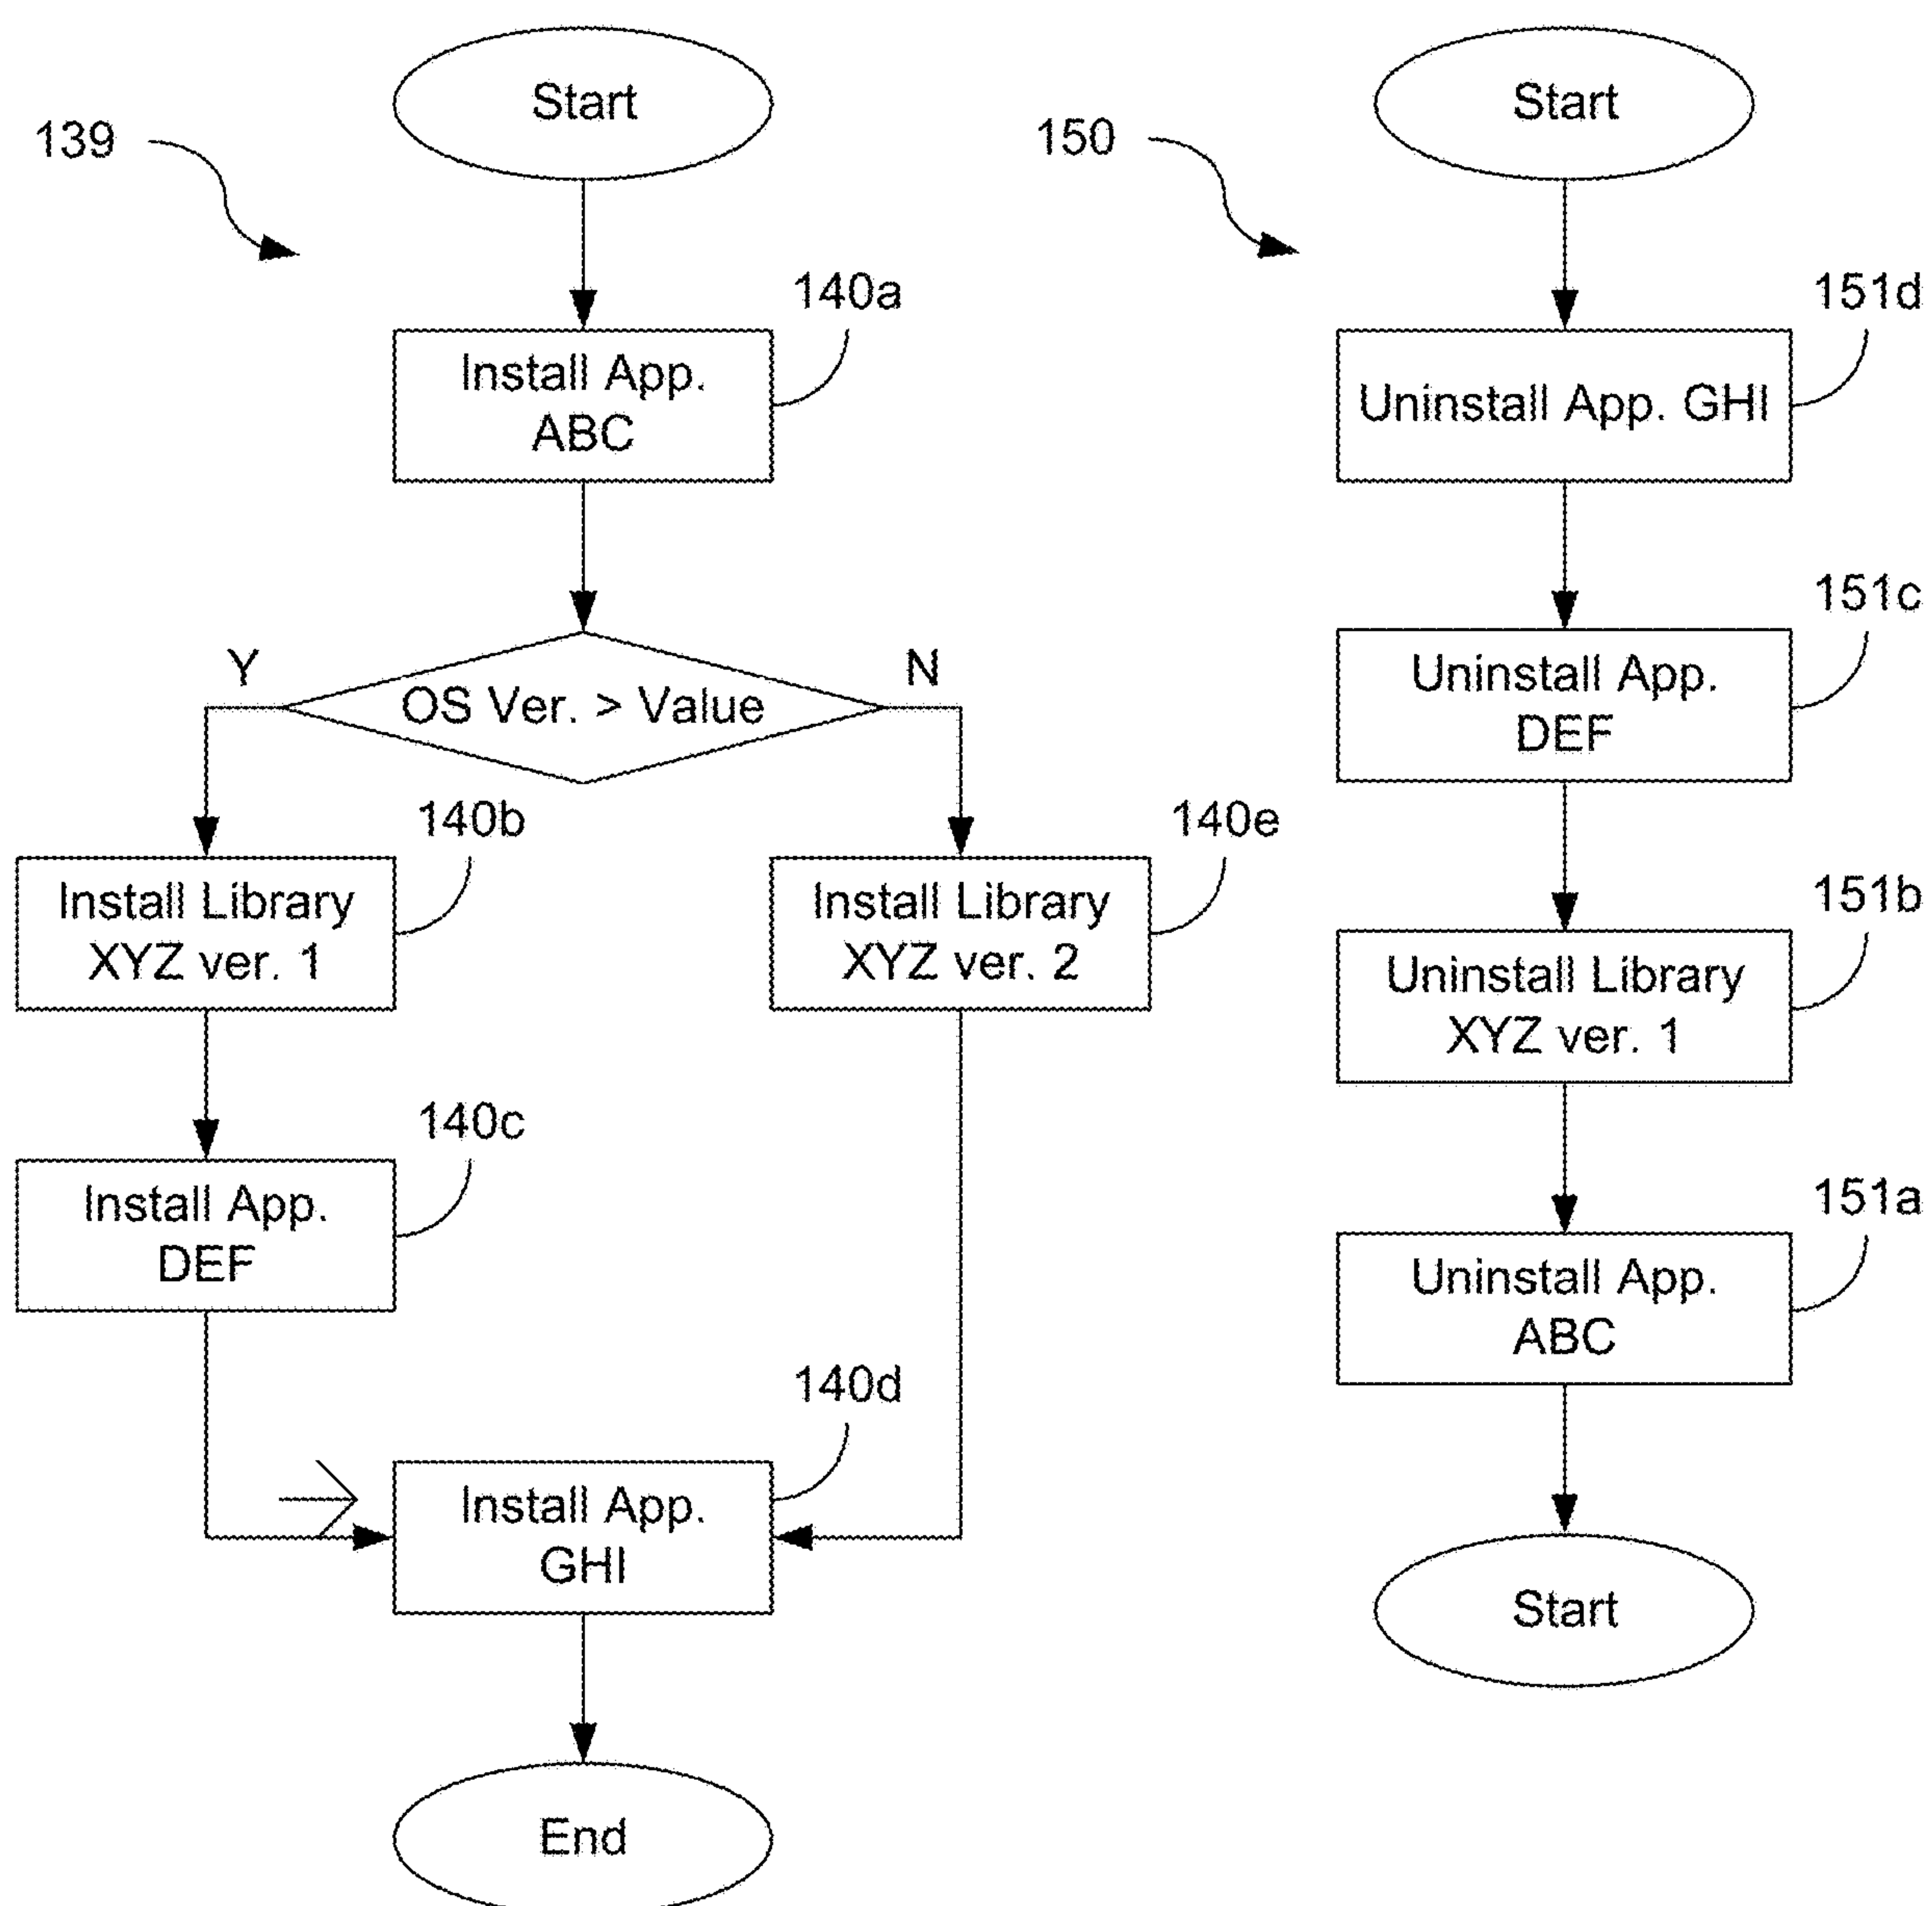 Start
139
140a
Install App.
ABC
Y
OS Ver. > Value
N
140b
Install Library
XYZ ver. 1
140e
Install Library
XYZ ver. 2
140c
Install App.
DEF
140d
Install App.
GHI
End
Start
150
151d
Uninstall App. GHI
151c
Uninstall App.
DEF
151b
Uninstall Library
XYZ ver. 1
151a
Uninstall App.
ABC
Start